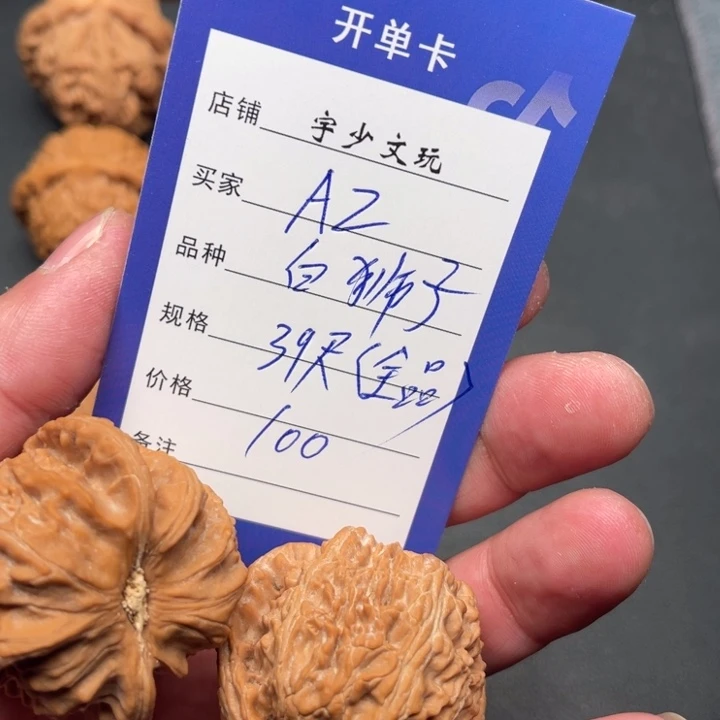 开单卡
店铺 宇少文玩
买家 AZ
品种 白狮子
规格 39尺(全品)
价格 100
备注